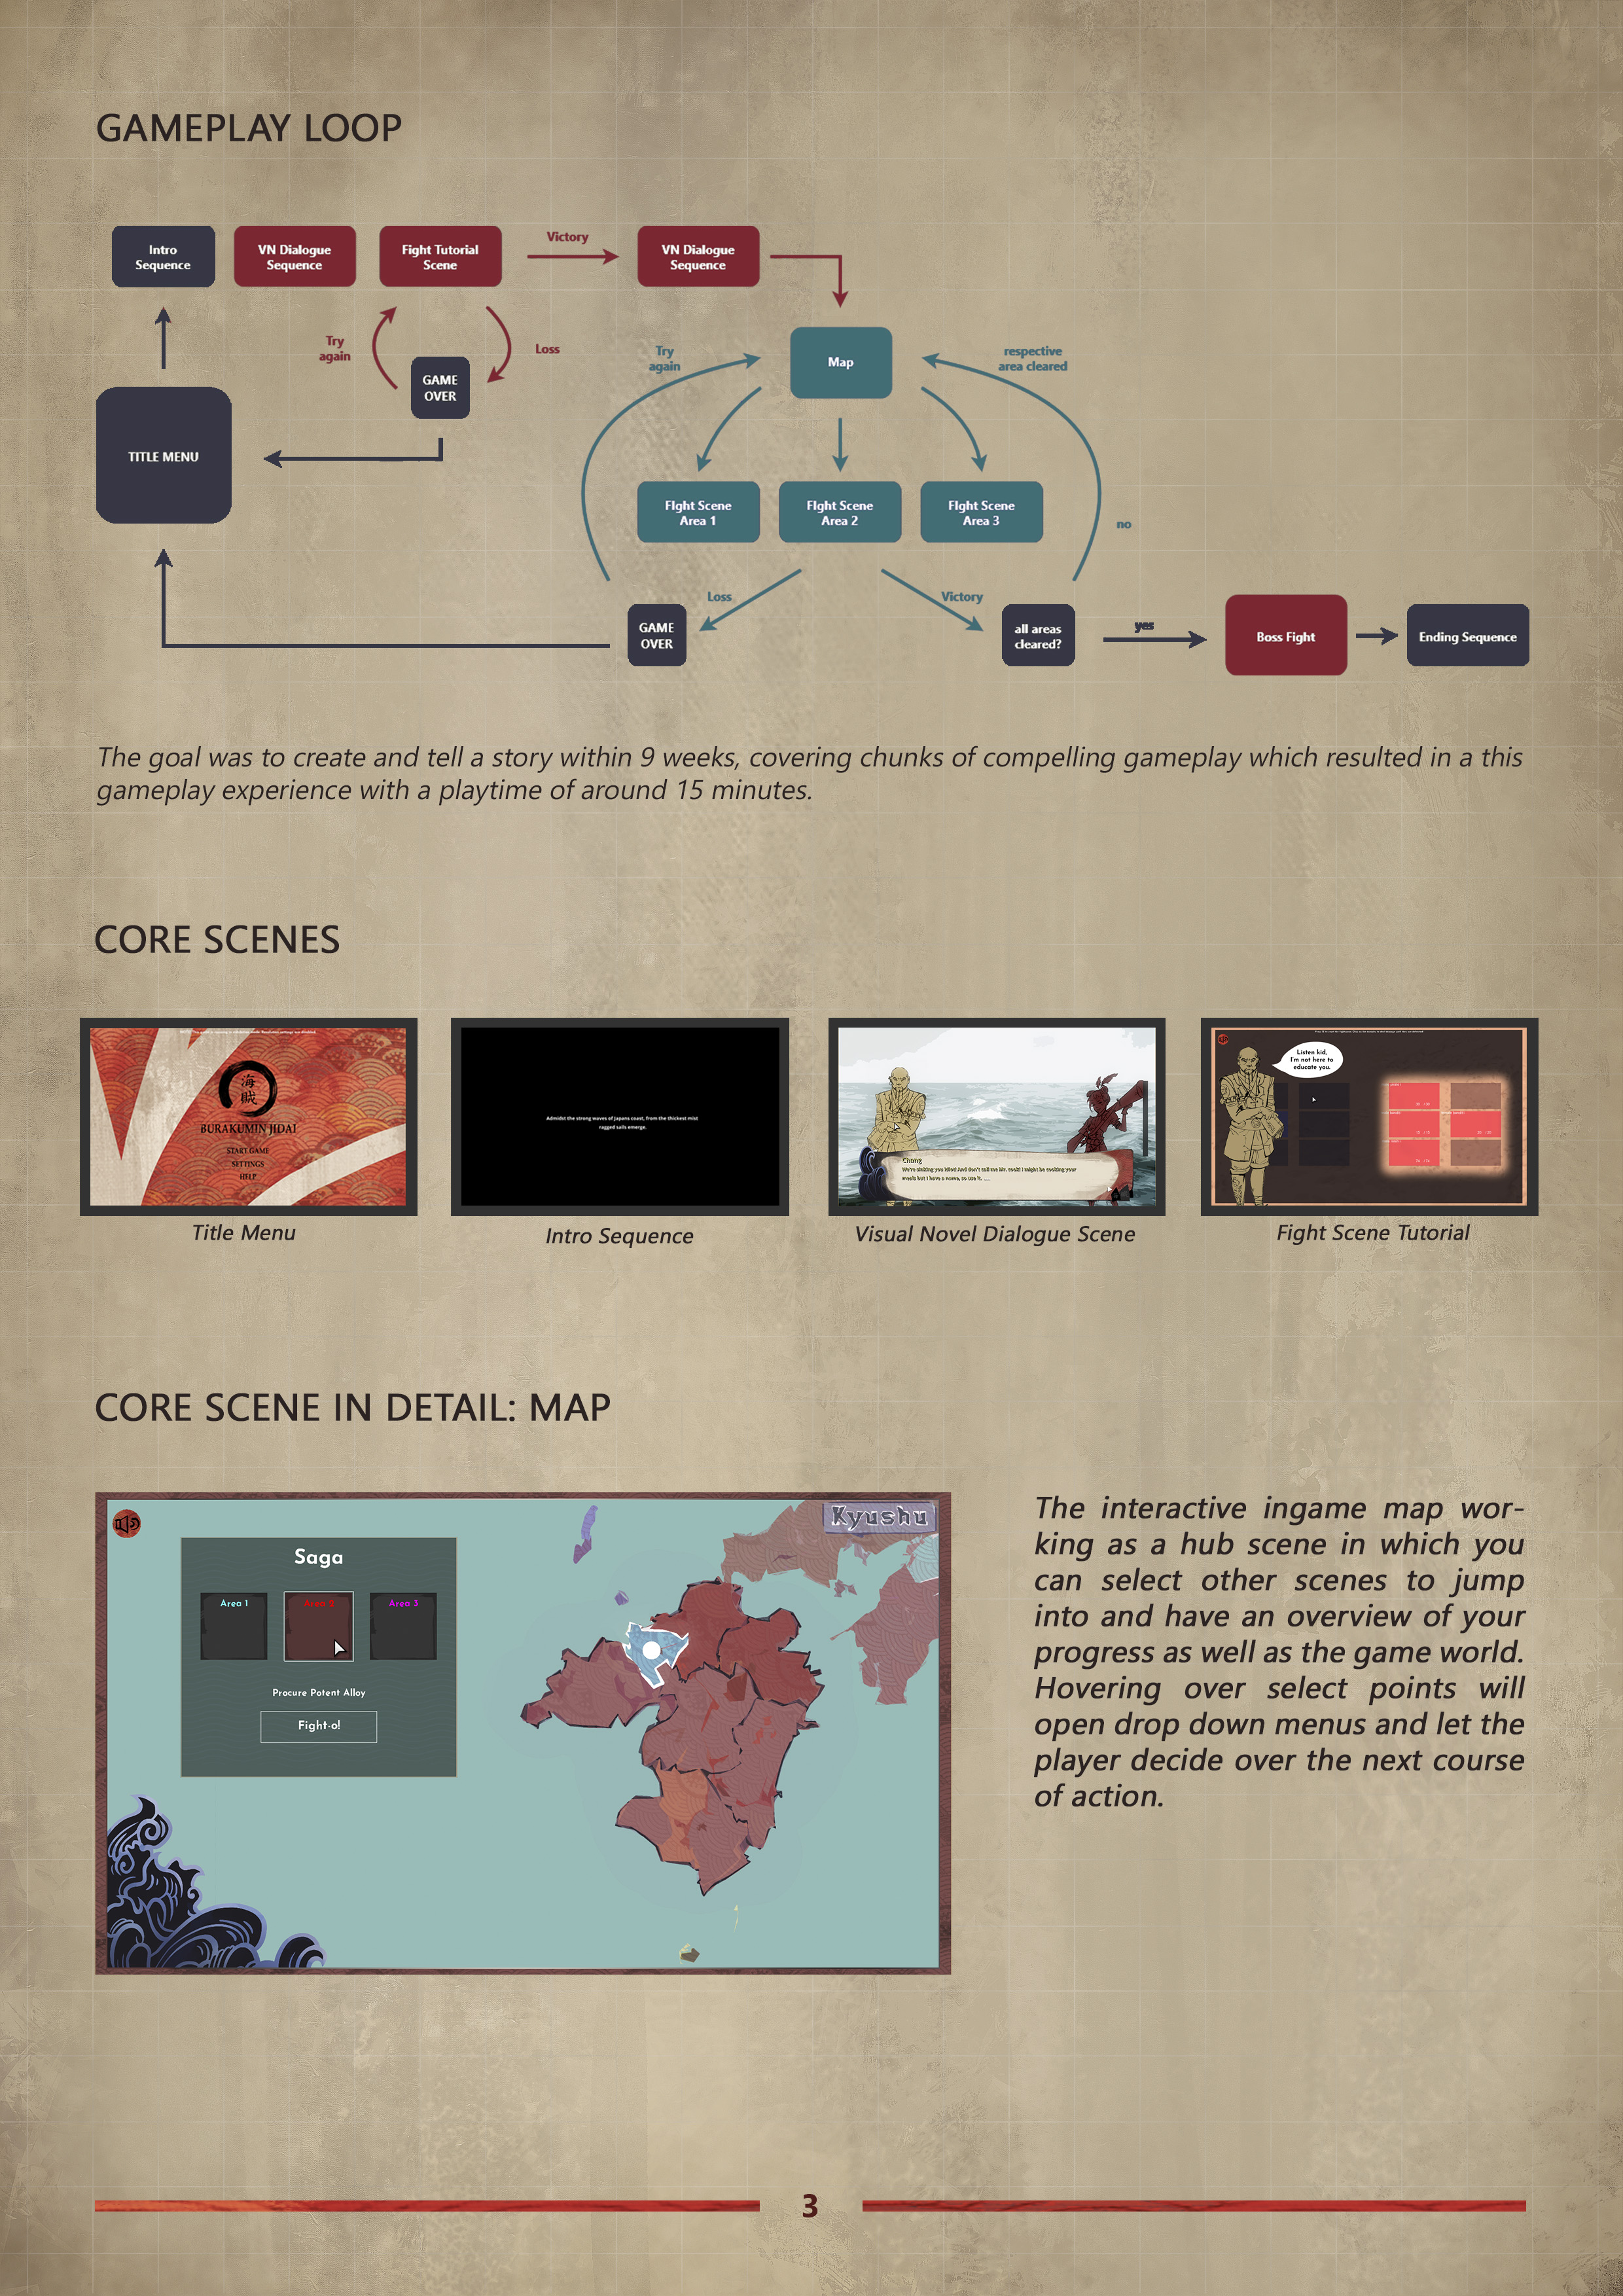 GAMEPLAY LOOP
Intro
Sequence
VN Dialogue
Sequence
Fight Tutorial
Scene
Victory
VN Dialogue
Sequence
Try
again
Loss
GAME
OVER
TITLE MENU
Try
again
Map
respective
area cleared
FIght Scene
Area 1
FIght Scene
Area 2
FIght Scene
Area 3
no
Loss
Victory
GAME
OVER
all areas
cleared?
yes
Boss Fight
Ending Sequence
The goal was to create and tell a story within 9 weeks, covering chunks of compelling gameplay which resulted in a this
gameplay experience with a playtime of around 15 minutes.
CORE SCENES
海
賊
BURAKUMIN JIDAI
START GAME
SETTINGS
HELP
Title Menu
Admidst the strong waves of Japans coast, from the thickest mist
ragged sails emerge.
Intro Sequence
Chang
meals but I have a name, so use it. ...
Visual Novel Dialogue Scene
Listen kid,
I'm not here to
educate you.
Fight Scene Tutorial
CORE SCENE IN DETAIL: MAP
Kyushu
Saga
Area 1
Area 2
Area 3
Procure Potent Alloy
Fight-o!
The interactive ingame map wor-
king as a hub scene in which you
can select other scenes to jump
into and have an overview of your
progress as well as the game world.
Hovering over select points will
open drop down menus and let the
player decide over the next course
of action.
3